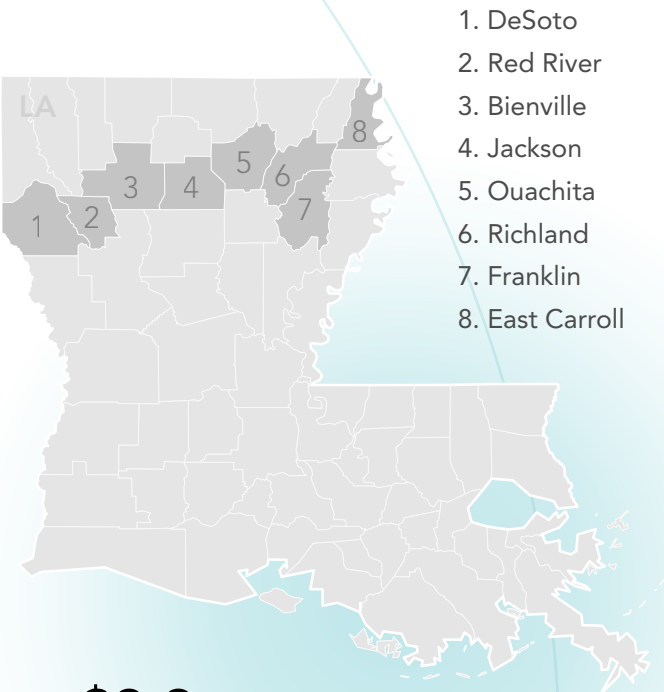 1. DeSoto
2. Red River
3. Bienville
4. Jackson
5. Ouachita
6. Richland
7. Franklin
8. East Carroll
LA
8
5
6
3
4
7
2
1